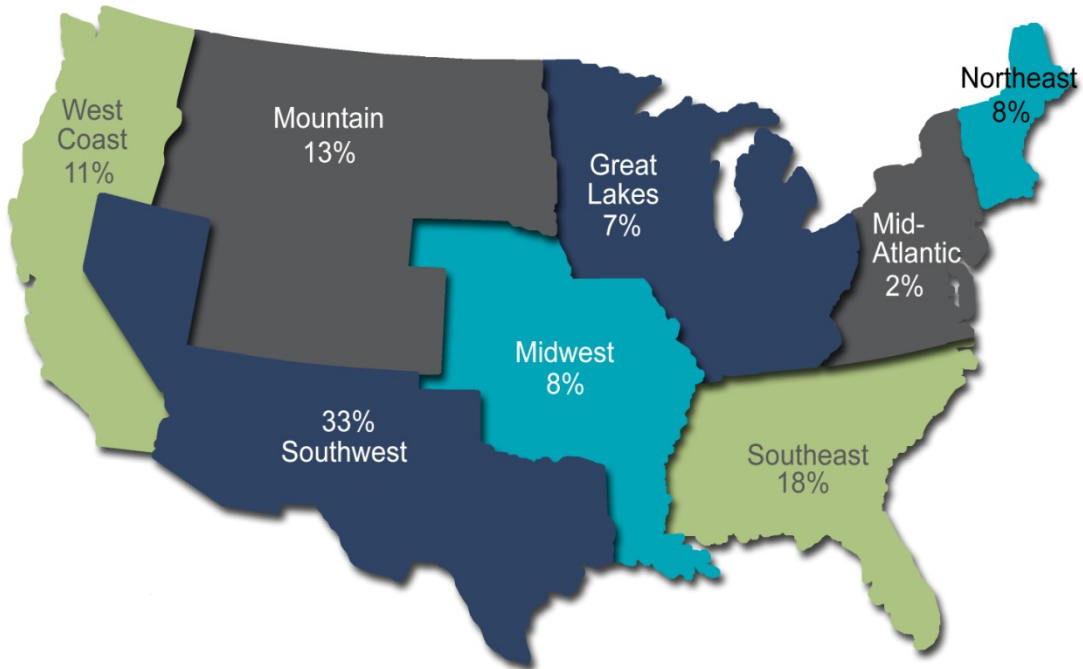 West
Coast
11%
Mountain
13%
Great
Lakes
7%
Northeast
8%
Mid-
Atlantic
2%
Midwest
8%
33%
Southwest
Southeast
18%